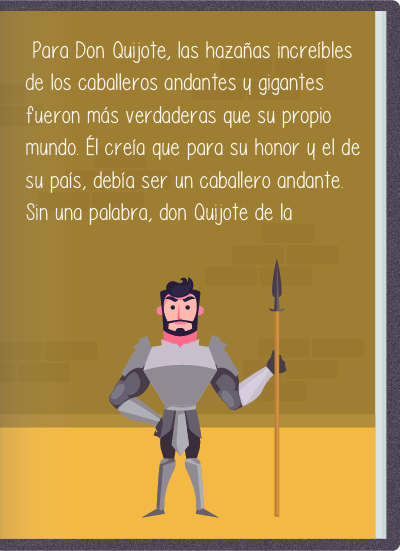 Para Don Quijote, las hazañas increíbles
de los caballeros andantes y gigantes
fueron más verdaderas que su propio
mundo. Él creía que para su honor y el de
su país, debía ser un caballero andante.
Sin una palabra, don Quijote de la